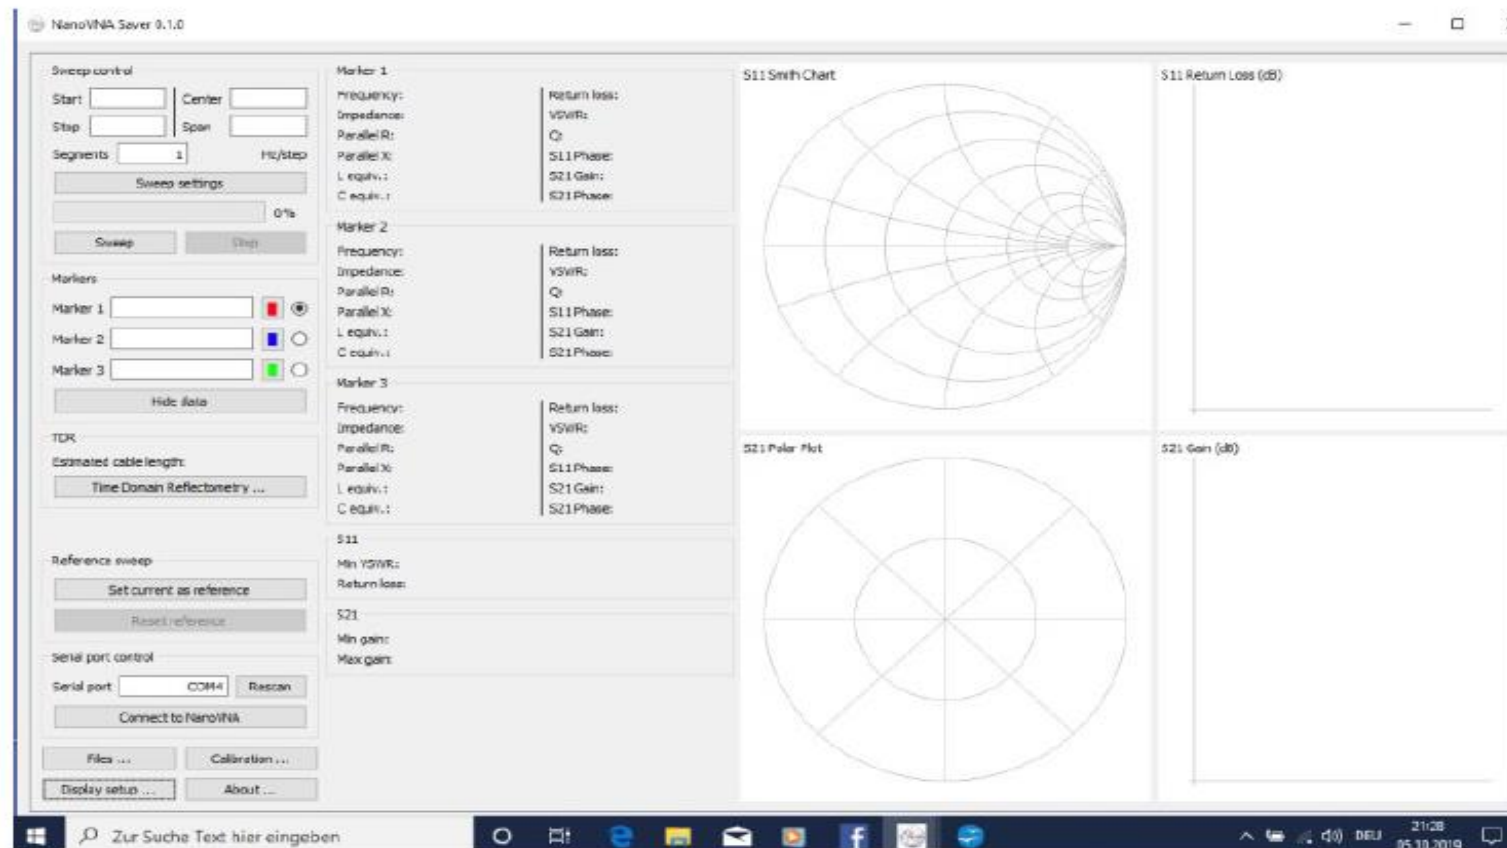 NanoVNA Saver 0.1.0
Sweep control
Start
Center
Stop
Span
Segments 1 Hz/step
Sweep settings
0%
Sweep
Stop
Markers
Marker 1
Marker 2
Marker 3
Hide data
TDR
Estimated cable length:
Time Domain Reflectometry ...
Reference sweep
Set current as reference
Reset reference
Serial port control
Serial port COM4 Rescan
Connect to NanoVNA
Files ...
Calibration ...
Display setup ...
About ...
Marker 1
Frequency:
Impedance:
Parallel R:
Parallel X:
L equiv.:
C equiv.:
Return loss:
VSWR:
Q:
S11 Phase:
S21 Gain:
S21 Phase:
Marker 2
Frequency:
Impedance:
Parallel R:
Parallel X:
L equiv.:
C equiv.:
Return loss:
VSWR:
Q:
S11 Phase:
S21 Gain:
S21 Phase:
Marker 3
Frequency:
Impedance:
Parallel R:
Parallel X:
L equiv.:
C equiv.:
Return loss:
VSWR:
Q:
S11 Phase:
S21 Gain:
S21 Phase:
S11
Min VSWR:
Return loss:
S21
Min gain:
Max gain:
S11 Smith Chart
S11 Return Loss (dB)
S21 Polar Plot
S21 Gain (dB)
Zur Suche Text hier eingeben
DEU
21:28
05.10.2019